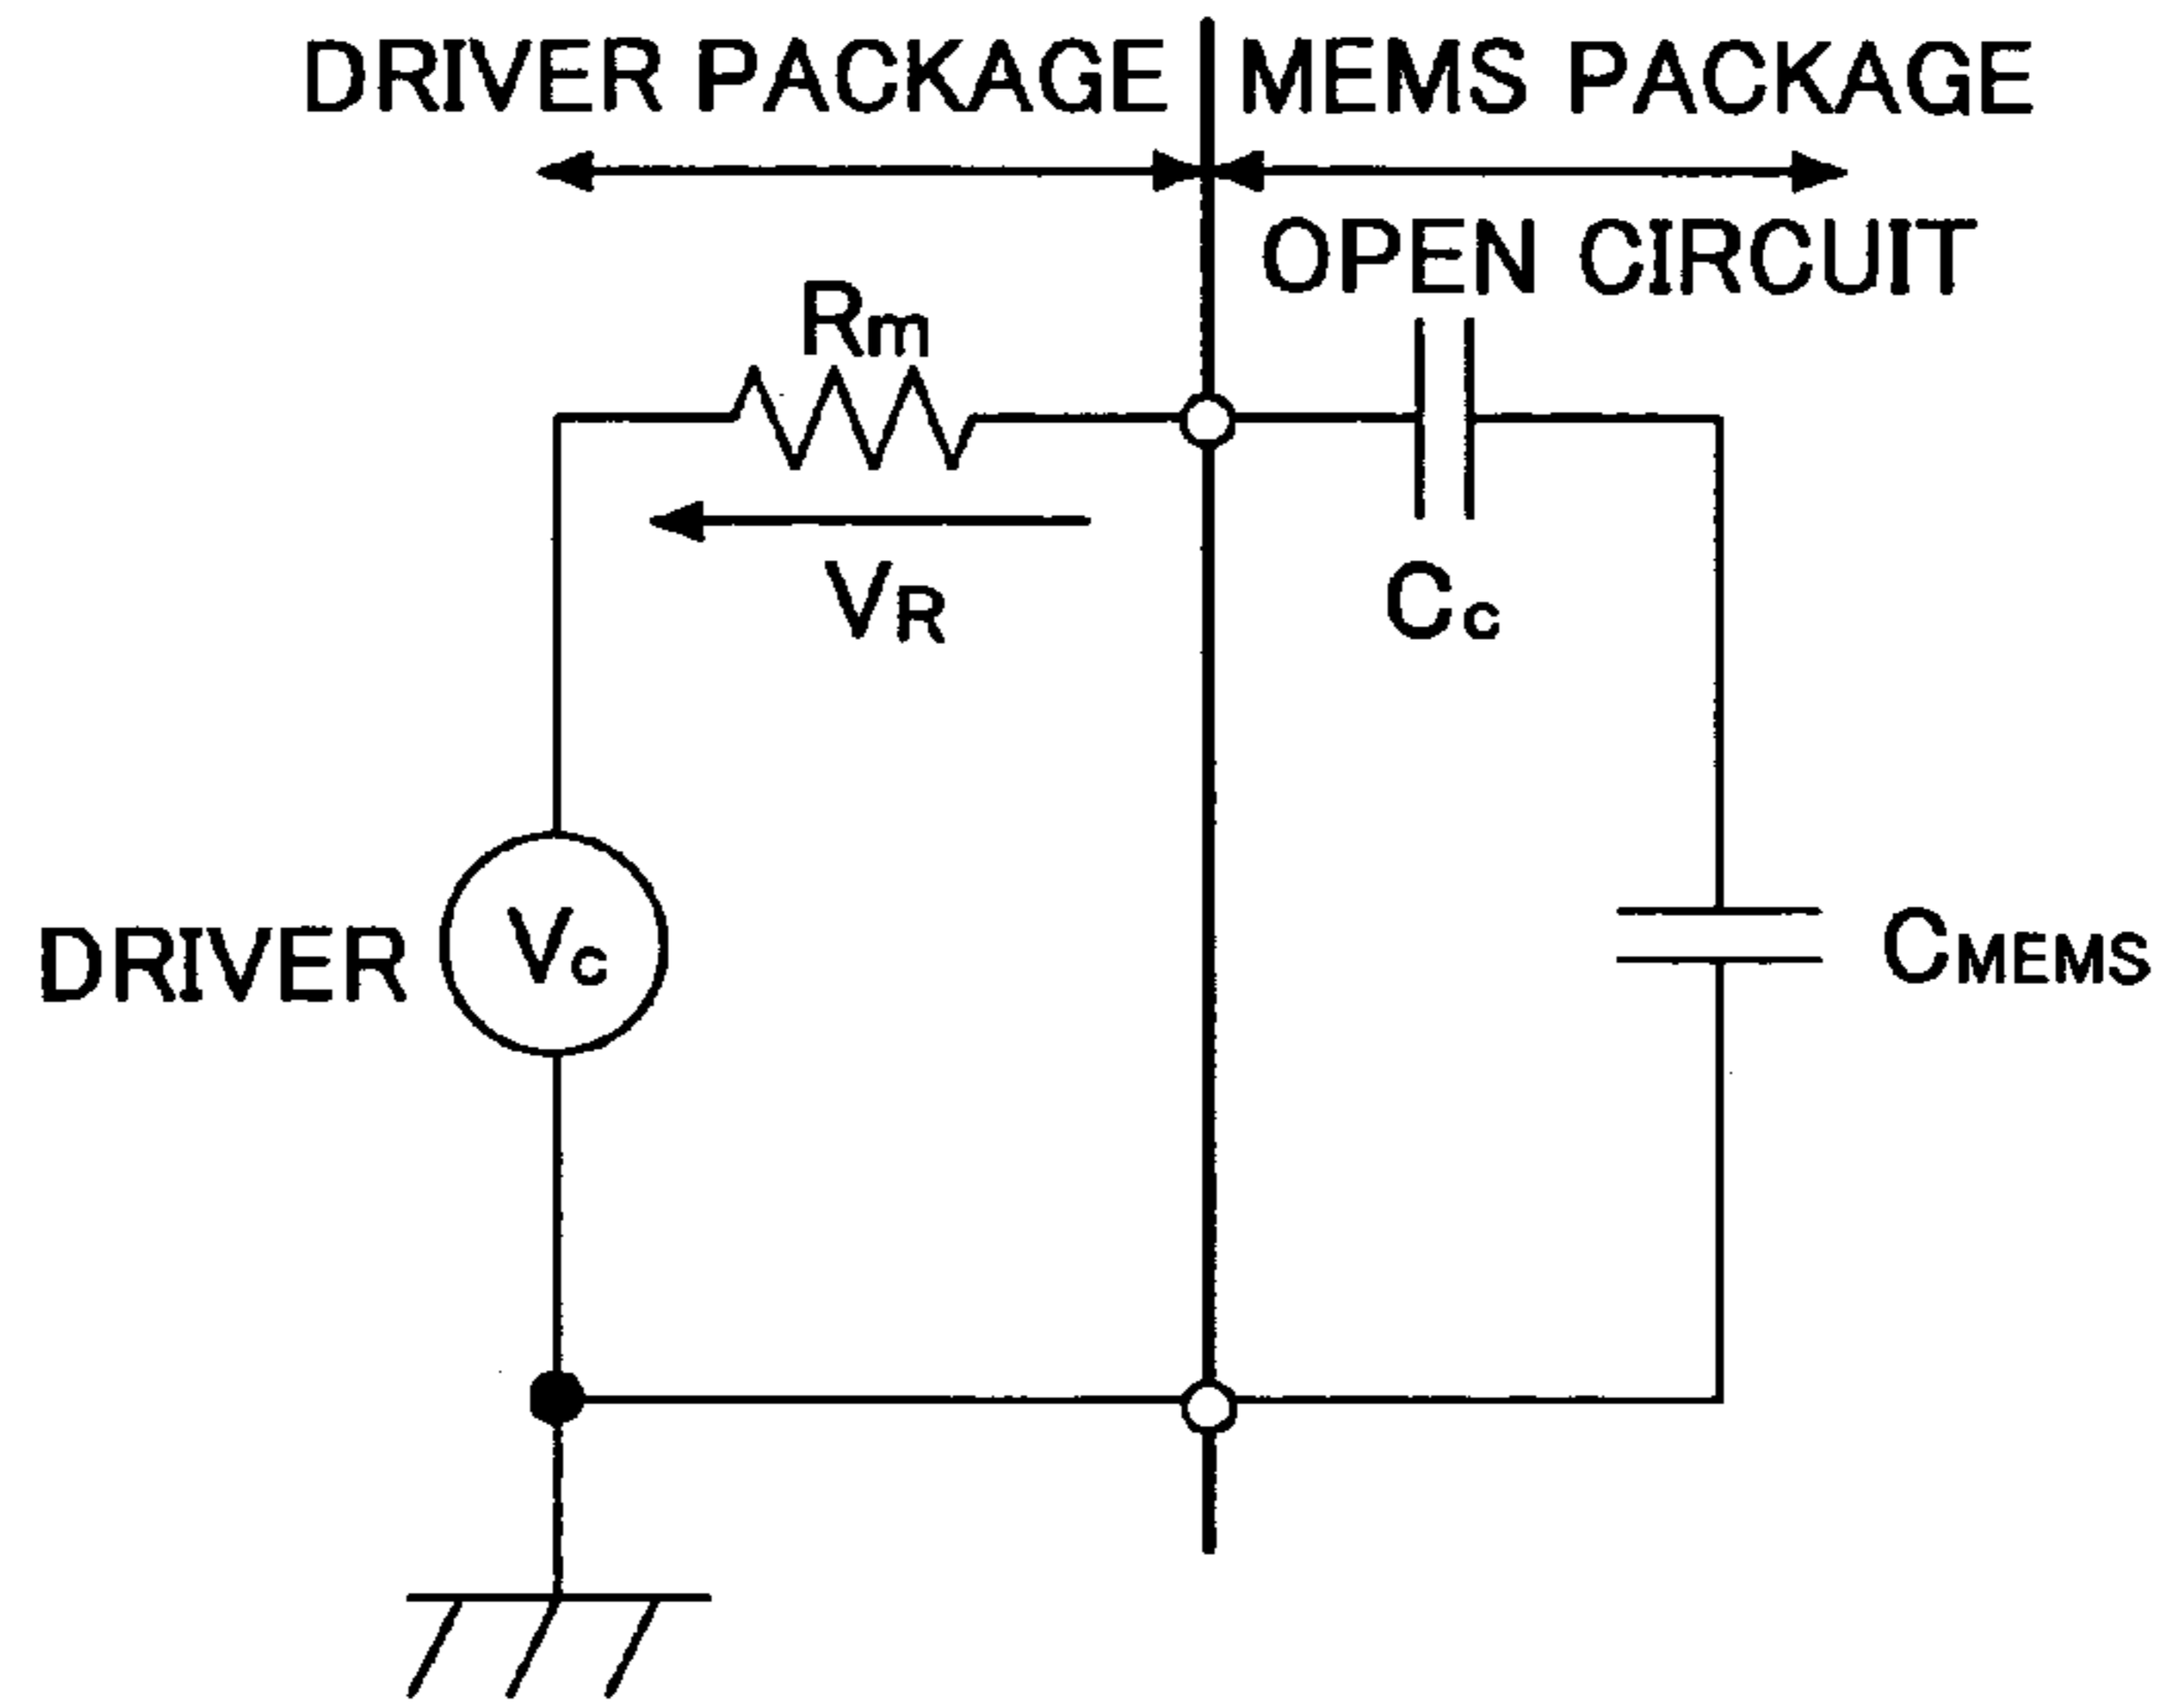 DRIVER PACKAGE MEMS PACKAGE
OPEN CIRCUIT
Rm
VR
Cc
DRIVER
Vc
CMEMS